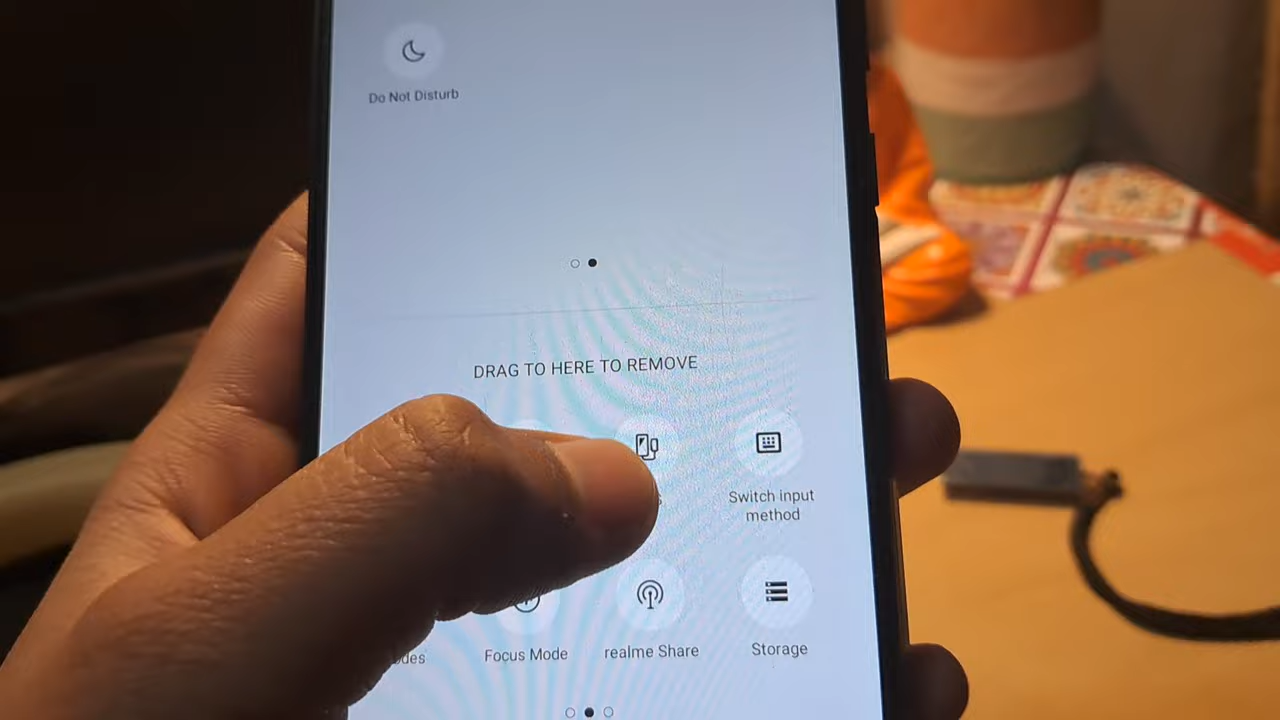 Do Not Disturb
DRAG TO HERE TO REMOVE
Switch input
method
Focus Mode
realme Share
Storage